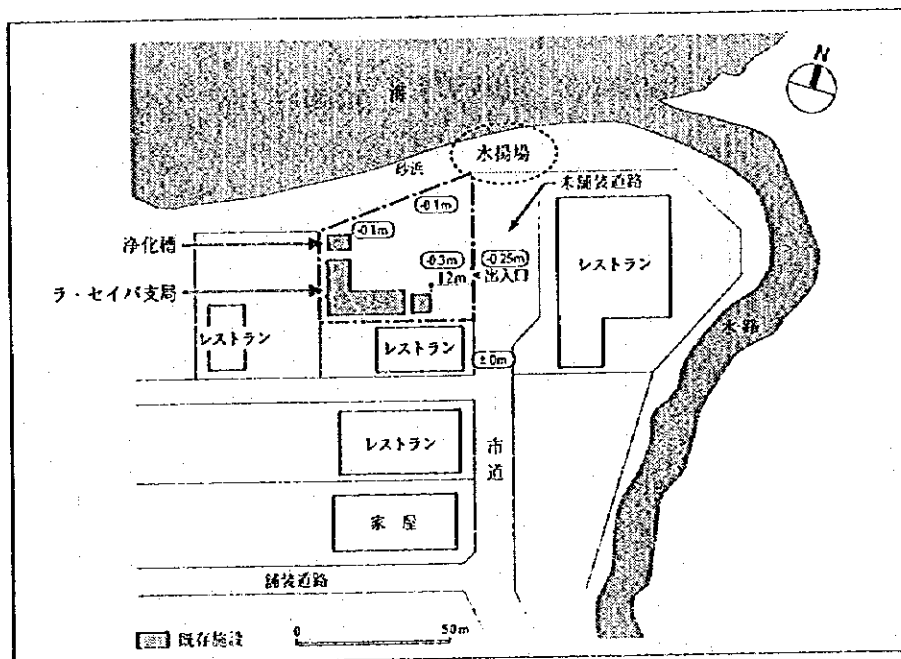 海
N
水揚場
砂浜
未舗装道路
-0.1m
-0.1m
浄化槽
-0.3m
-0.25m
12m
出入口
レストラン
ラ・セイバ支局
水路
レストラン
レストラン
±0m
レストラン
市道
家屋
舗装道路
既存施設
0
50m